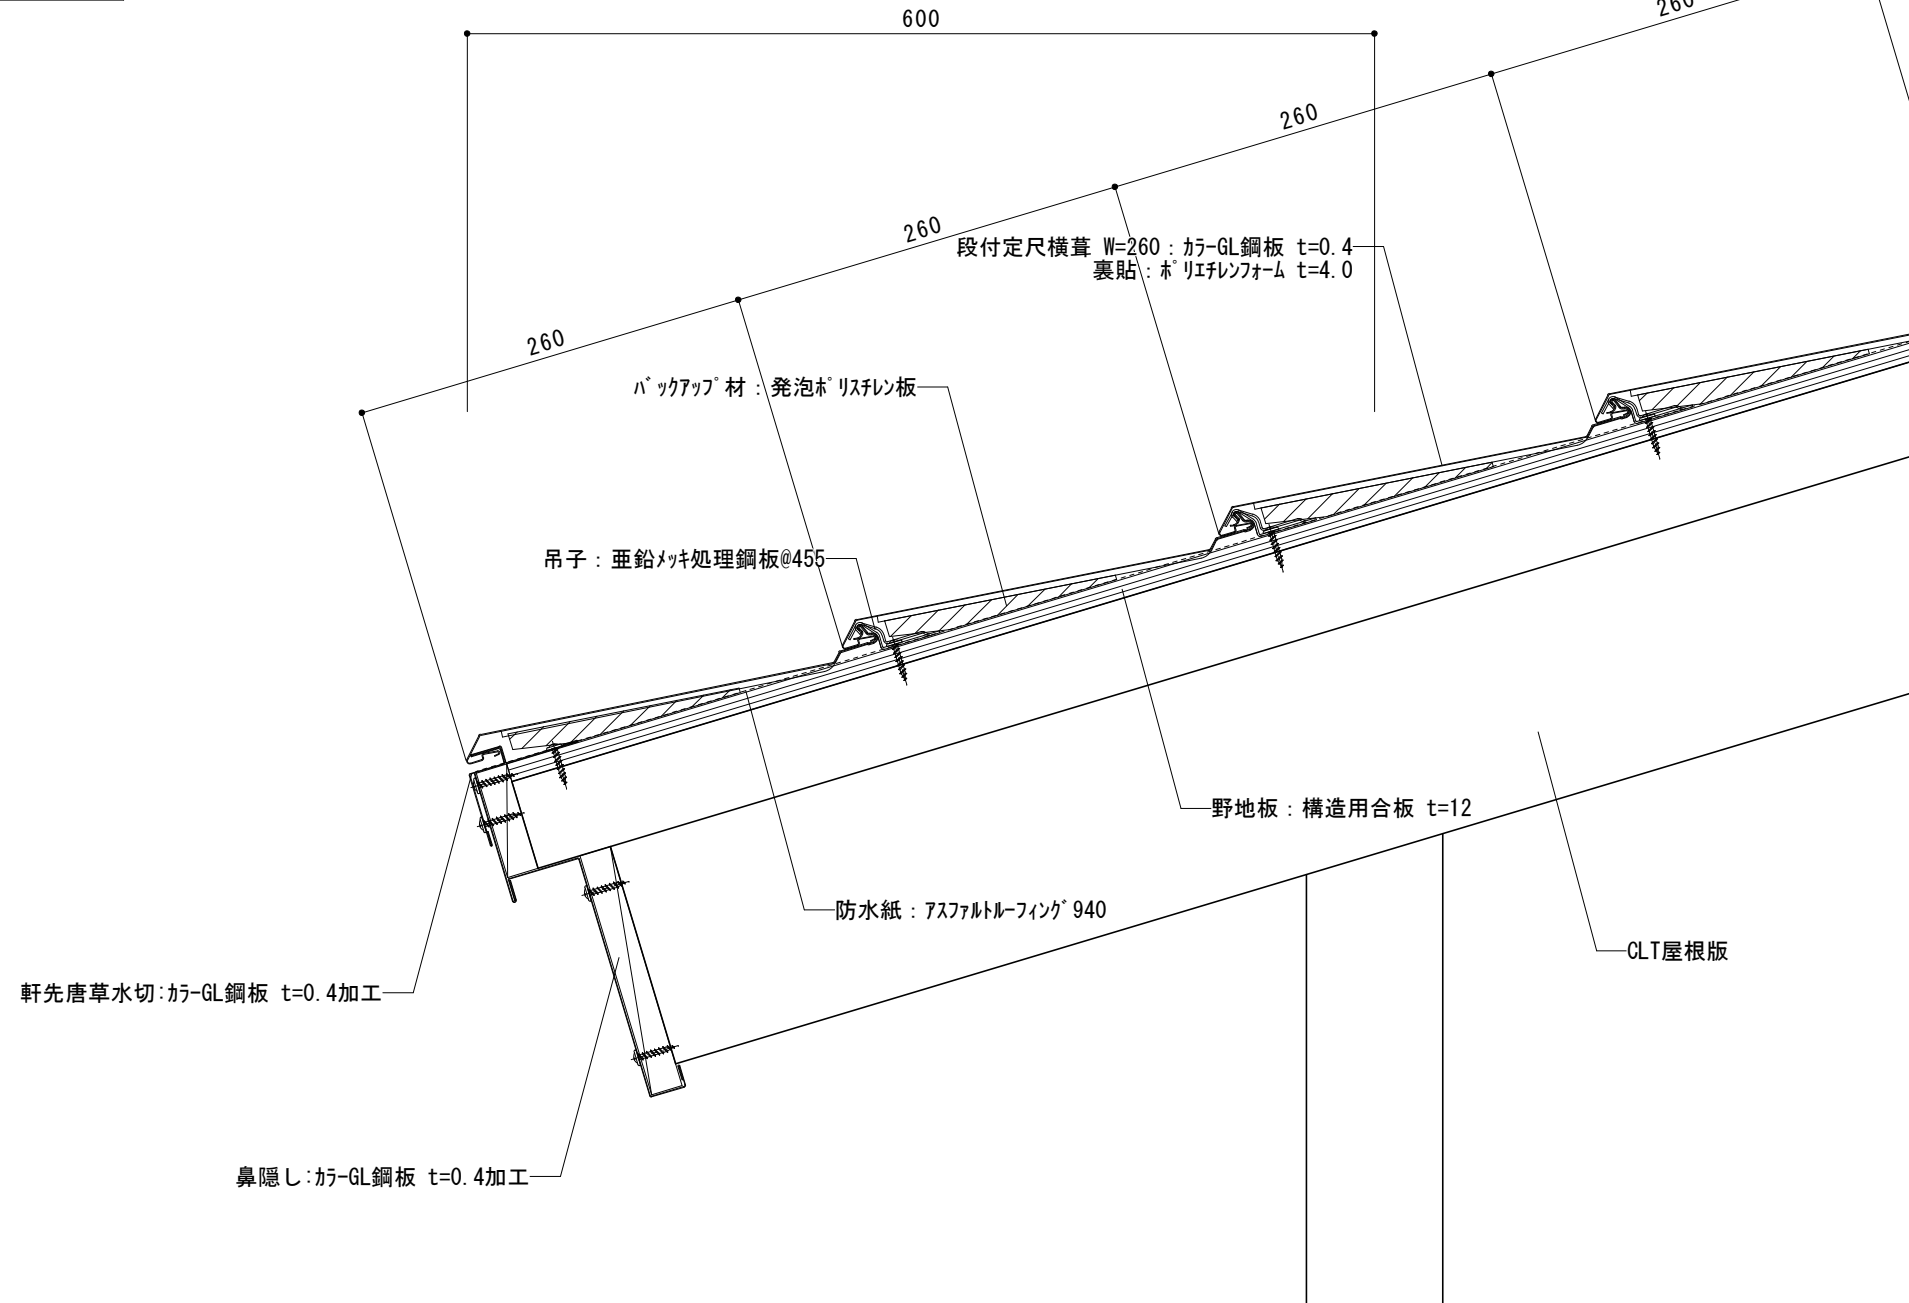 600
260
260
260
段付定尺横葺 W=260：ｶﾗｰGL鋼板 t=0.4
裏貼：ﾎﾟﾘｴﾁﾚﾝﾌｫｰﾑ t=4.0
260
ﾊﾞｯｸｱｯﾌﾟ材：発泡ﾎﾟﾘｽﾁﾚﾝ板
吊子：亜鉛ﾒｯｷ処理鋼板@455
野地板：構造用合板 t=12
防水紙：ｱｽﾌｧﾙﾄﾙｰﾌｨﾝｸﾞ940
CLT屋根版
軒先唐草水切:ｶﾗｰGL鋼板 t=0.4加工
鼻隠し:ｶﾗｰGL鋼板 t=0.4加工